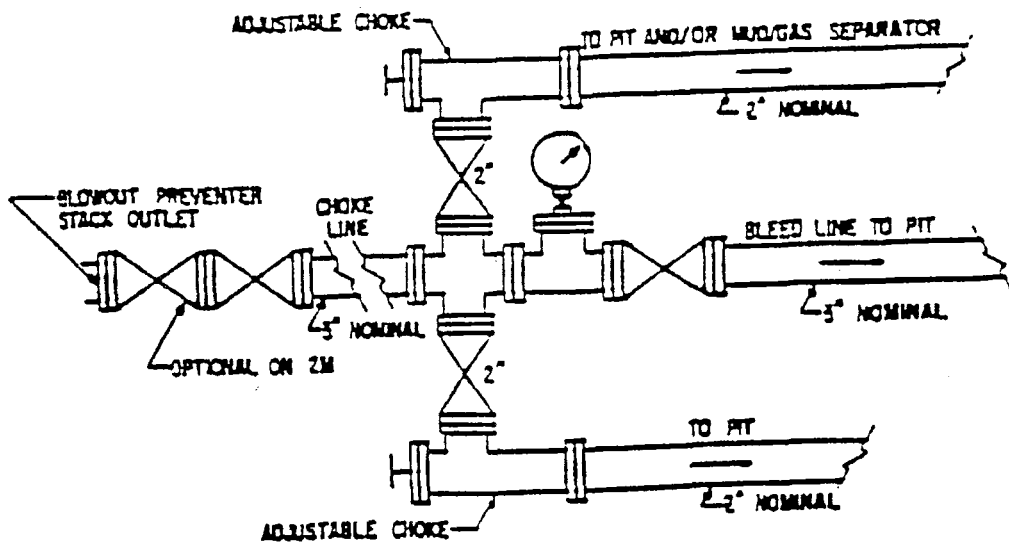 ADJUSTABLE CHOKE
TO PIT AND/OR MUD/GAS SEPARATOR
2" NOMINAL
2"
BLOWOUT PREVENTER
STACK OUTLET
CHOKE
LINE
BLEED LINE TO PIT
3" NOMINAL
3" NOMINAL
OPTIONAL ON 2M
2"
TO PIT
2" NOMINAL
ADJUSTABLE CHOKE